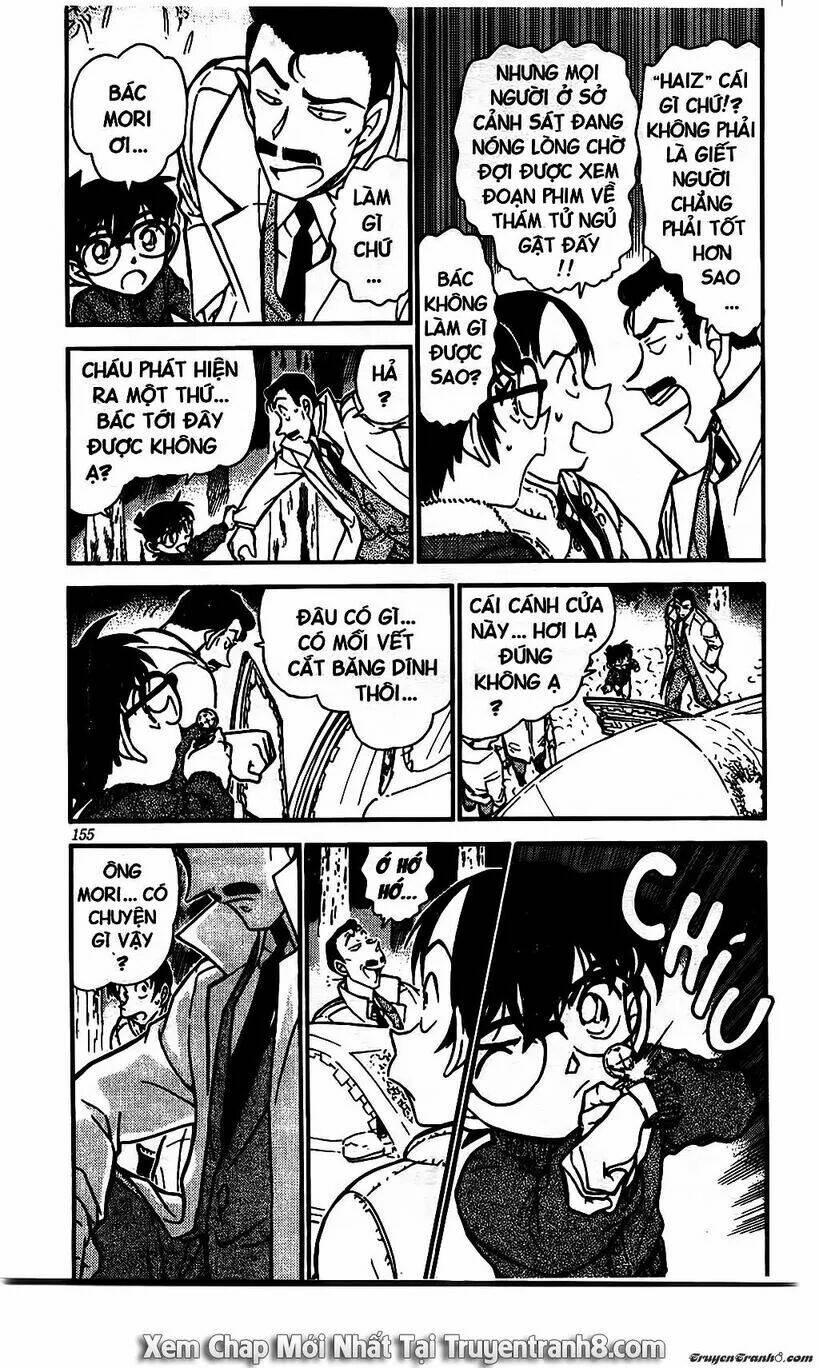 "HAIZ" CÁI
GÌ CHỨ!?
KHÔNG PHẢI
LÀ GIẾT
NGƯỜI
CHẲNG
PHẢI TỐT
HƠN
SAO
...
NHƯNG MỌI
NGƯỜI Ở SỞ
CẢNH SÁT ĐANG
NÓNG LÒNG CHỜ
ĐỢI ĐƯỢC XEM
ĐOẠN PHIM VỀ
THÁM TỬ NGỦ
GẬT ĐẤY
!!
BÁC
KHÔNG
LÀM GÌ
ĐƯỢC
SAO?
BÁC
MORI
ƠI...
LÀM
GÌ
CHỨ
...
HẢ
?
CHÁU PHÁT HIỆN
RA MỘT THỨ...
BÁC TỚI ĐÂY
ĐƯỢC KHÔNG
Ạ?
CÁI CÁNH CỬA
NÀY... HƠI LẠ
ĐÚNG
KHÔNG Ạ
?
ĐÂU CÓ GÌ...
CÓ MỖI VẾT
CẮT BĂNG DÍNH
THÔI...
155
CHÍU
Ớ HỚ
HỚ...
ÔNG
MORI... CÓ
CHUYỆN
GÌ VẬY
?
Xem Chap Mới Nhất Tại Truyentranh8.com
TruyenTranh8.com